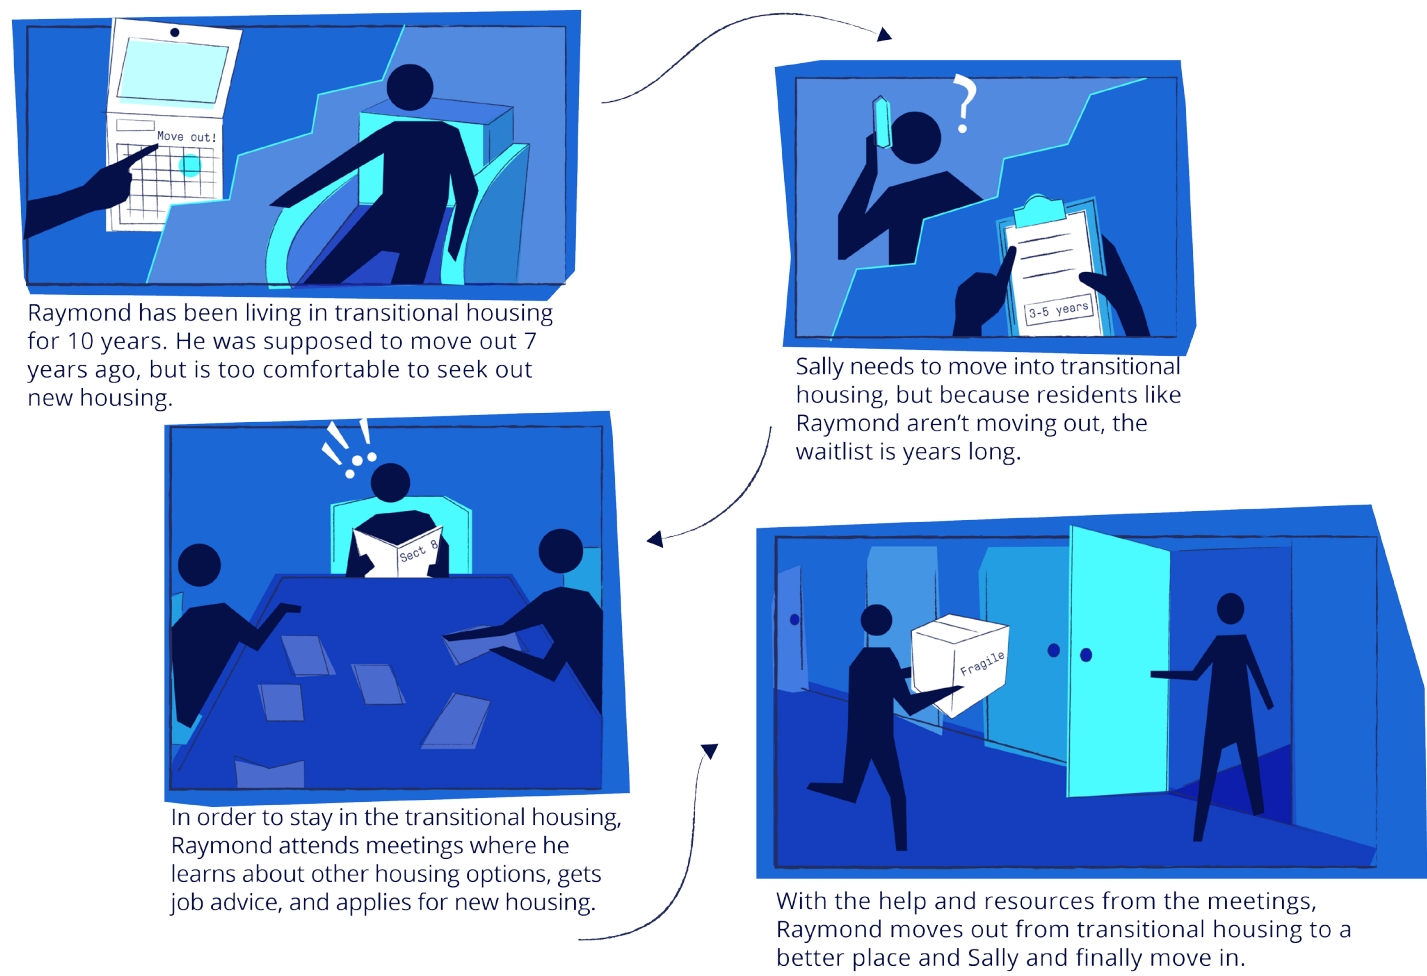 Move out!
Raymond has been living in transitional housing
for 10 years. He was supposed to move out 7
years ago, but is too comfortable to seek out
new housing.
?
3-5 years
Sally needs to move into transitional
housing, but because residents like
Raymond aren't moving out, the
waitlist is years long.
!!!
Sect 8
In order to stay in the transitional housing,
Raymond attends meetings where he
learns about other housing options, gets
job advice, and applies for new housing.
Fragile
With the help and resources from the meetings,
Raymond moves out from transitional housing to a
better place and Sally and finally move in.